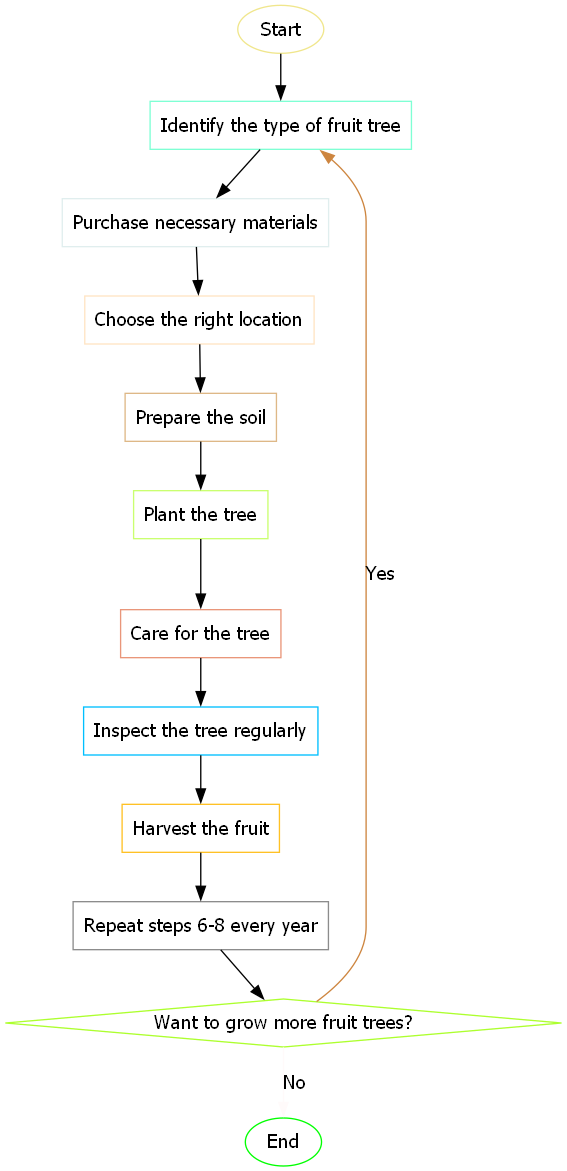 Start
Identify the type of fruit tree
Purchase necessary materials
Choose the right location
Prepare the soil
Plant the tree
Yes
Care for the tree
Inspect the tree regularly
Harvest the fruit
Repeat steps 6-8 every year
Want to grow more fruit trees?
No
End